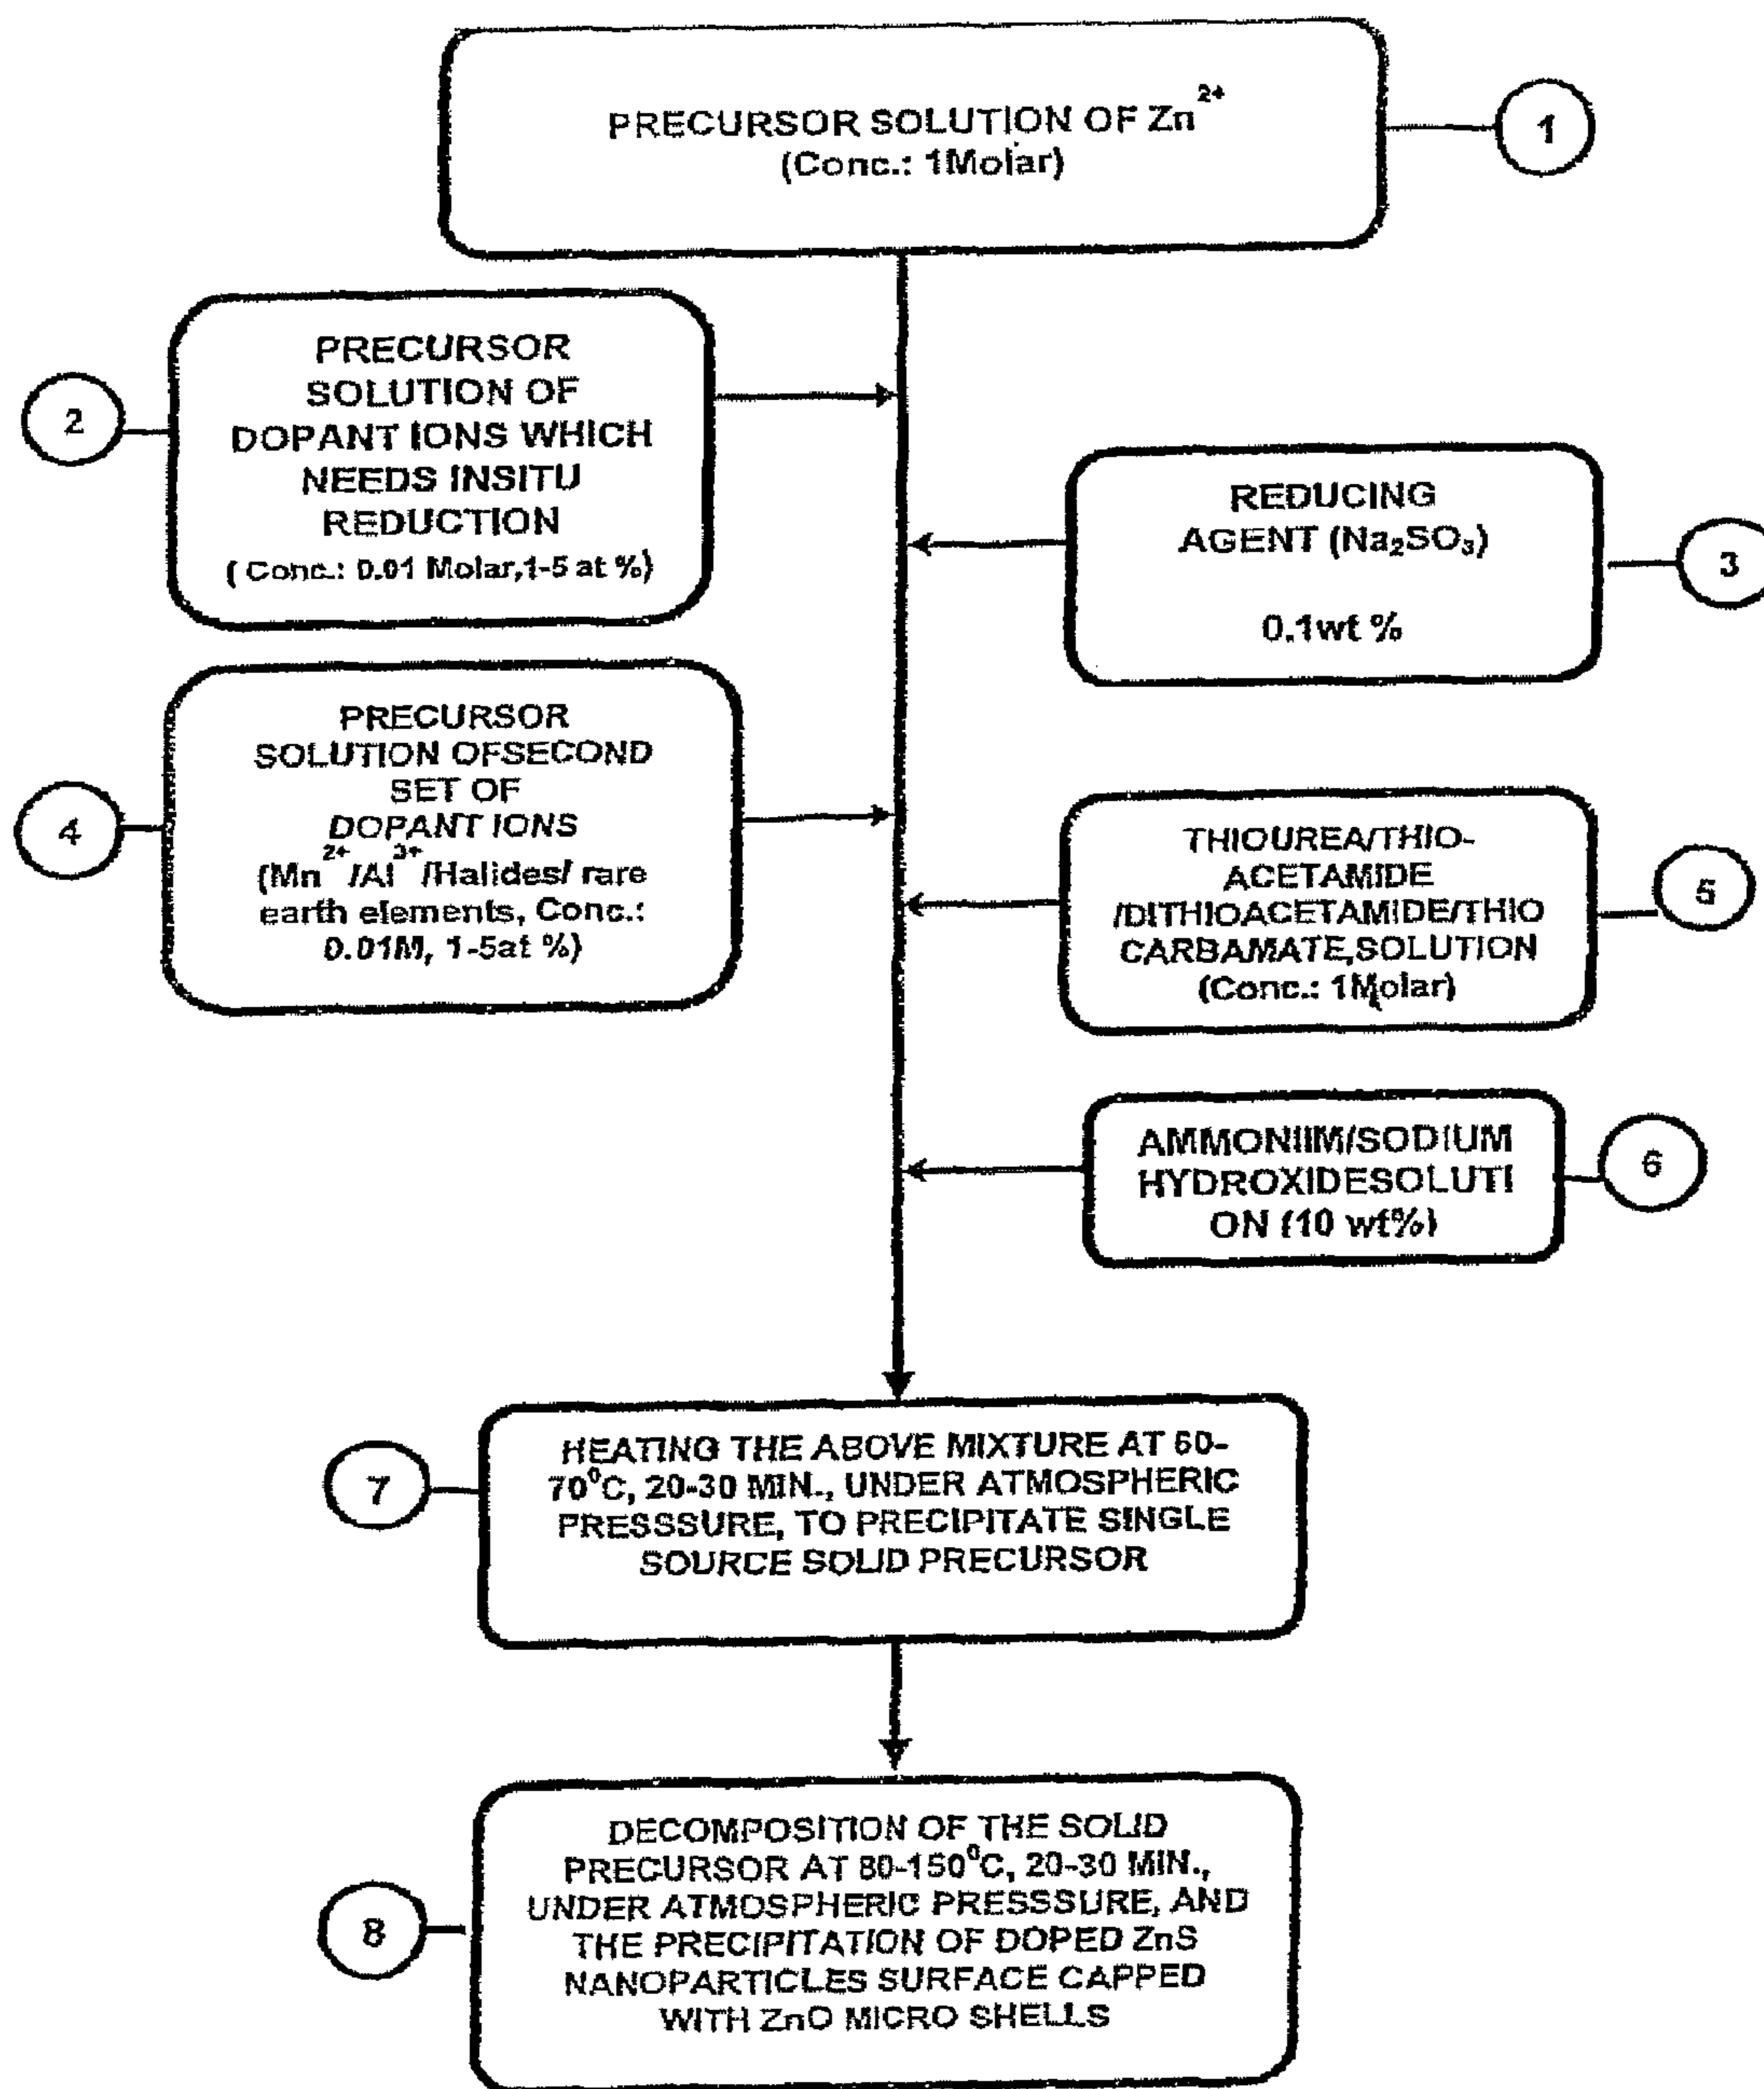 PRECURSOR SOLUTION OF Zn²⁺
(Conc.: 1Molar)
1
PRECURSOR
SOLUTION OF
DOPANT IONS WHICH
NEEDS INSITU
REDUCTION
( Conc.: 0.01 Molar,1-5 at %)
2
REDUCING
AGENT (Na₂SO₃)
0.1wt %
3
PRECURSOR
SOLUTION OFSECOND
SET OF
DOPANT IONS
(Mn²⁺/Al³⁺/Halides/ rare
earth elements, Conc.:
0.01M, 1-5at %)
4
THIOUREA/THIO-
ACETAMIDE
/DITHIOACETAMIDE/THIO
CARBAMATE,SOLUTION
(Conc.: 1Molar)
5
AMMONIIM/SODIUM
HYDROXIDESOLUTI
ON (10 wt%)
6
HEATING THE ABOVE MIXTURE AT 60-
70⁰C, 20-30 MIN., UNDER ATMOSPHERIC
PRESSSURE, TO PRECIPITATE SINGLE
SOURCE SOLID PRECURSOR
7
DECOMPOSITION OF THE SOLID
PRECURSOR AT 80-150⁰C, 20-30 MIN.,
UNDER ATMOSPHERIC PRESSSURE, AND
THE PRECIPITATION OF DOPED ZnS
NANOPARTICLES SURFACE CAPPED
WITH ZnO MICRO SHELLS
8